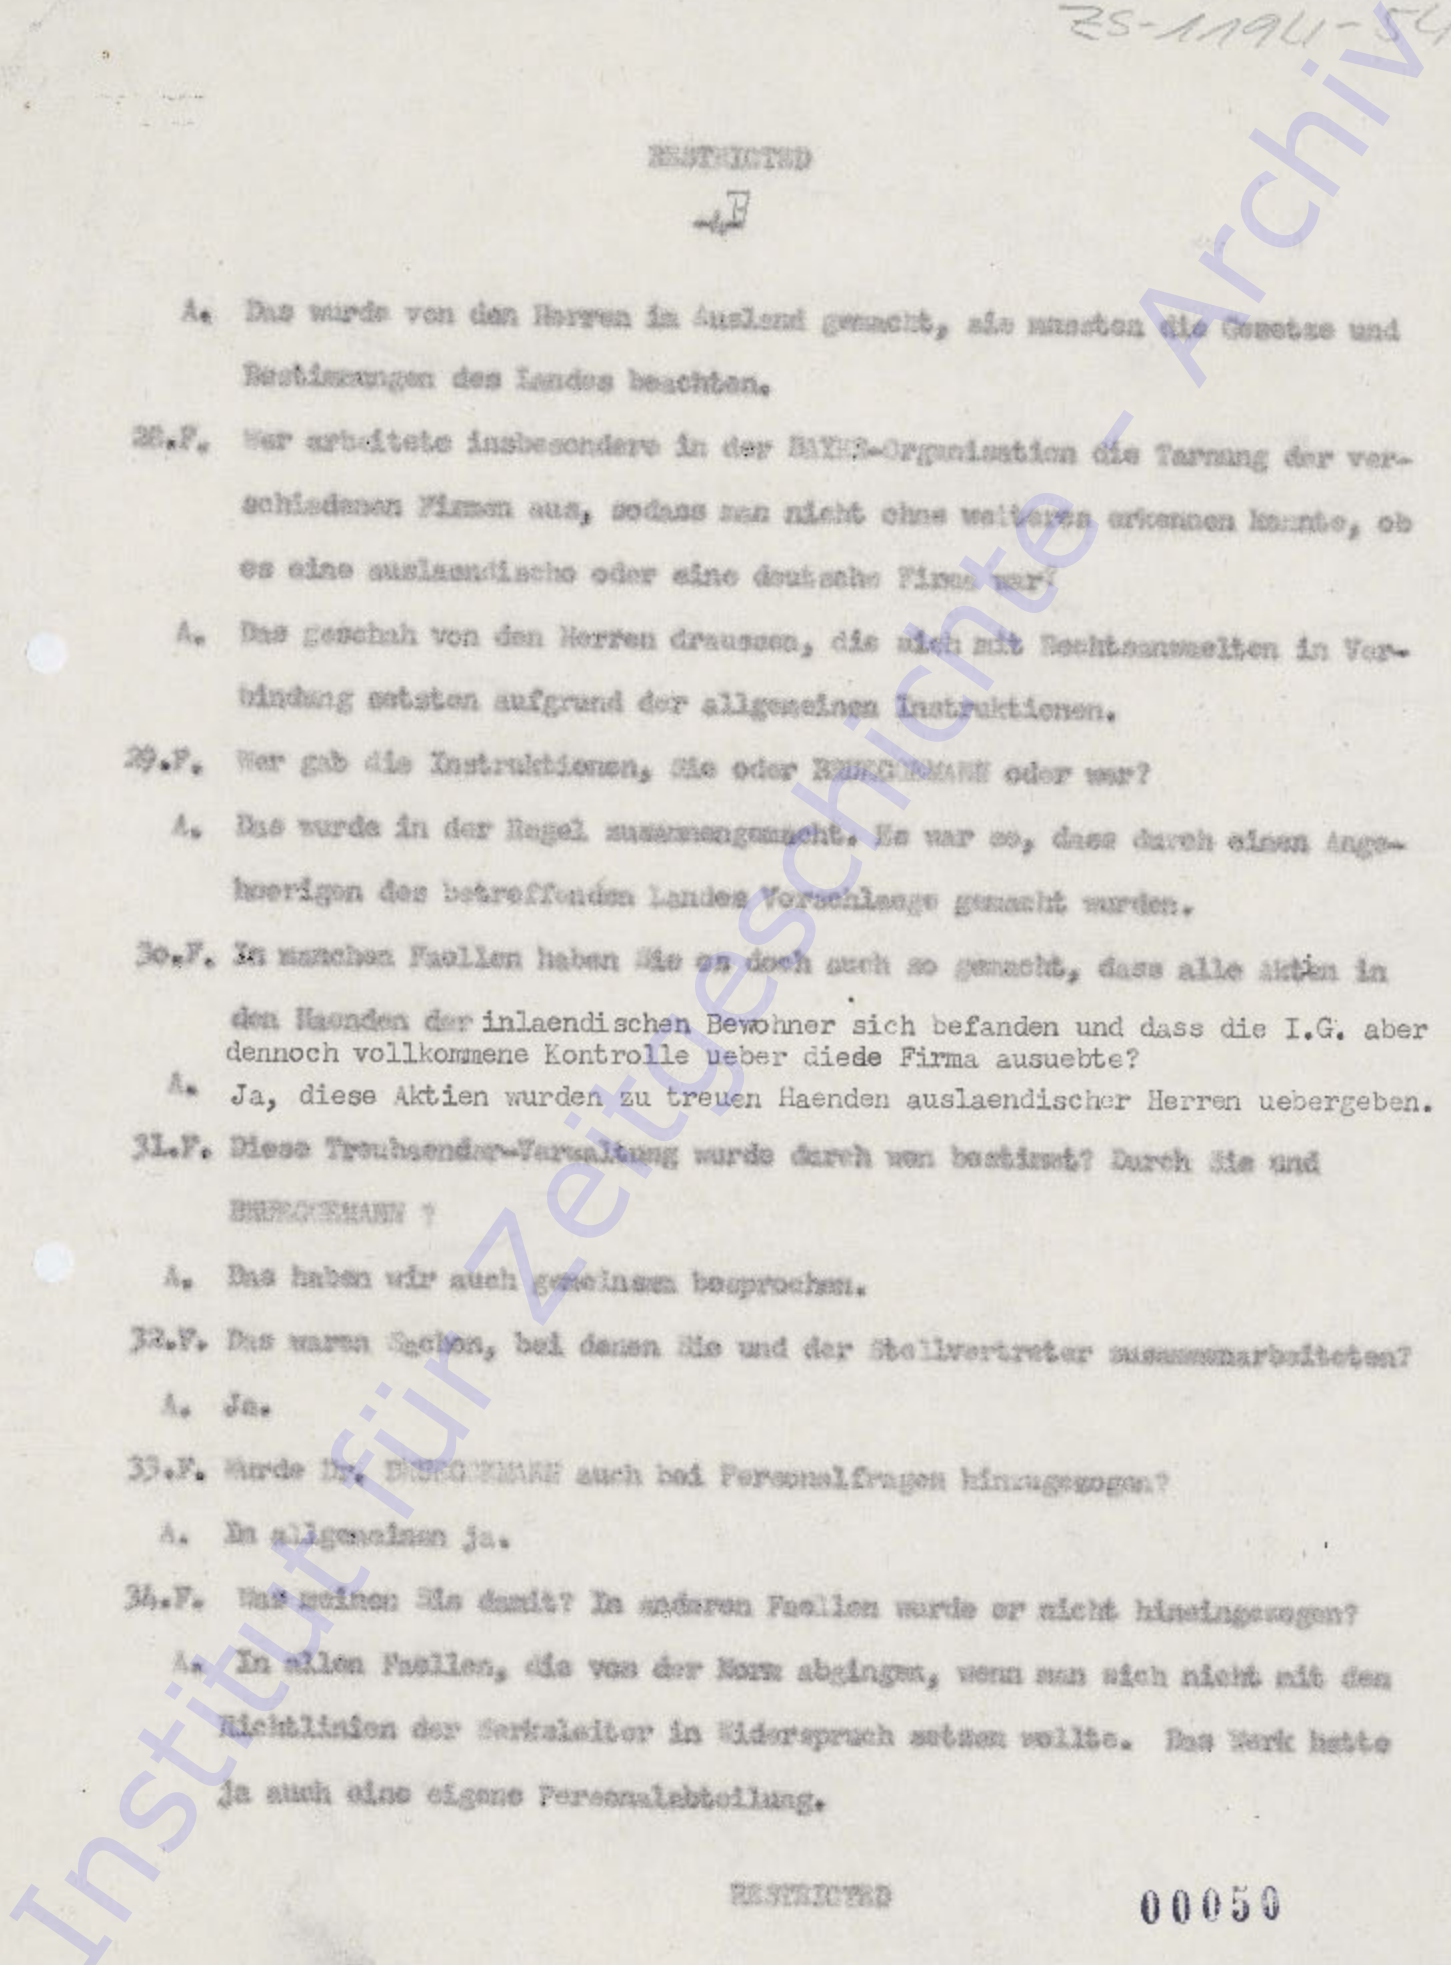 ZS-1194-54
RESTRICTED
A. Das wurde von den Herren im Ausland gemacht, sie mussten die Gesetze und
Bestimmungen des Landes beachten.
28.F. Wer arbeitete insbesondere in der BAYER-Organisation die Tarnung der ver-
schiedenen Firmen aus, sodass man nicht ohne weiteres erkennen konnte, ob
es eine auslaendische oder eine deutsche Firma war?
A. Das geschah von den Herren draussen, die sich mit Rechtsanwaelten in Ver-
bindung setzten aufgrund der allgemeinen Instruktionen.
29.F. Wer gab die Instruktionen, Sie oder BRUEGGEMANN oder wer?
A. Das wurde in der Regel zusammengemacht. Es war so, dass durch einen Ange-
hoerigen des betreffenden Landes Vorschlaege gemacht wurden.
30.F. In manchen Faellen haben Sie es doch auch so gemacht, dass alle Aktien in
den Haenden der inlaendischen Bewohner sich befanden und dass die I.G. aber
dennoch vollkommene Kontrolle ueber diede Firma ausuebte?
A. Ja, diese Aktien wurden zu treuen Haenden auslaendischer Herren uebergeben.
31.F. Diese Treuhaender-Verwaltung wurde durch wen bestimmt? Durch Sie und
BRUEGGEMANN ?
A. Das haben wir auch gemeinsam besprochen.
32.F. Das waren Sachen, bei denen Sie und der Stellvertreter zusammenarbeiteten?
A. Ja.
33.F. Wurde Dr. BRUEGGEMANN auch bei Personalfragen hinzugezogen?
A. Im allgemeinen ja.
34.F. Was meinen Sie damit? In anderen Faellen wurde er nicht hineingezogen?
A. In allen Faellen, die von der Norm abgingen, wenn man sich nicht mit den
Richtlinien der Werksleiter in Widerspruch setzen wollte. Das Werk hatte
ja auch eine eigene Personalabteilung.
RESTRICTED
00050
Institut für Zeitgeschichte - Archiv